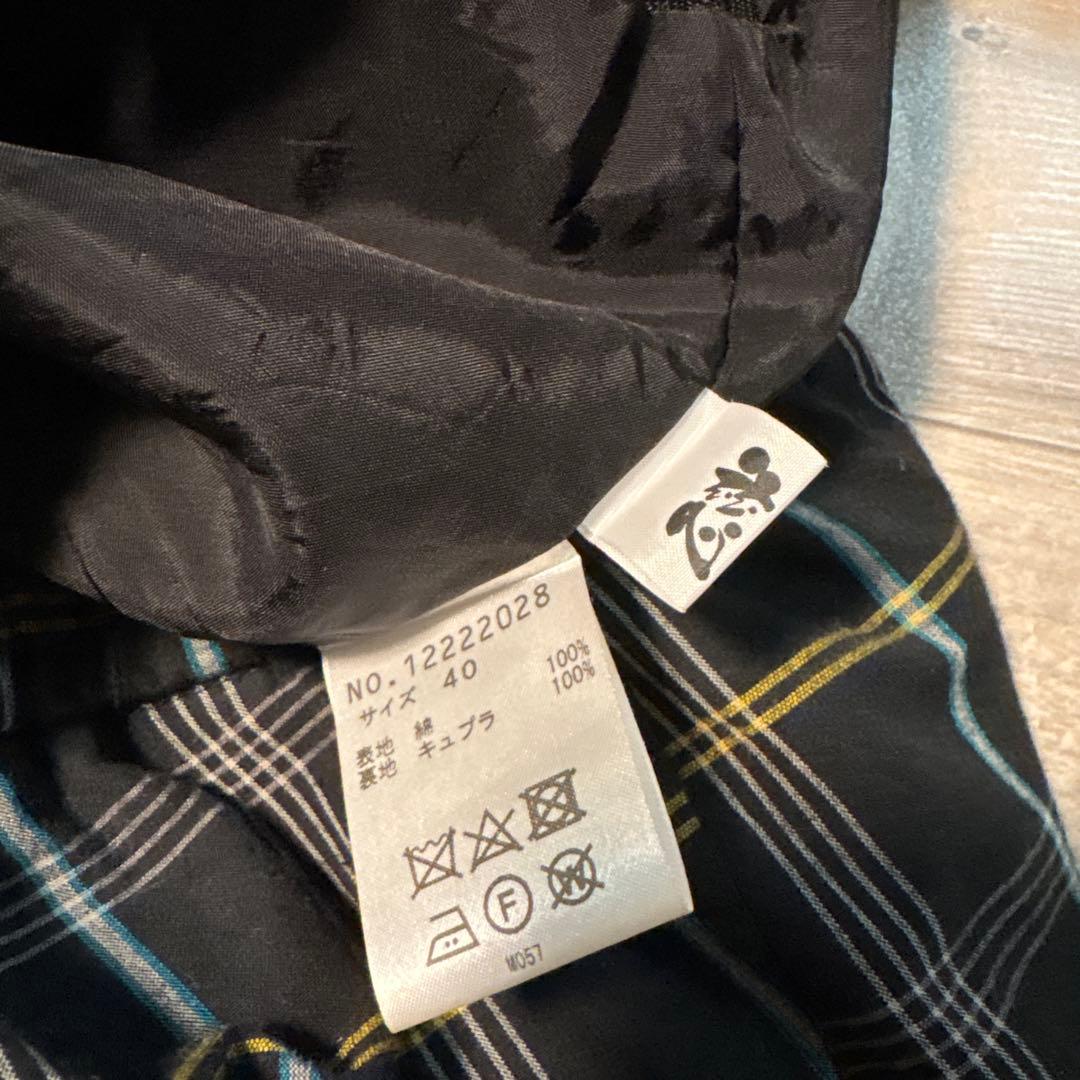 NO.12222028
サイズ 40
表地 綿 100%
裏地 キュプラ 100%
F
W
M057